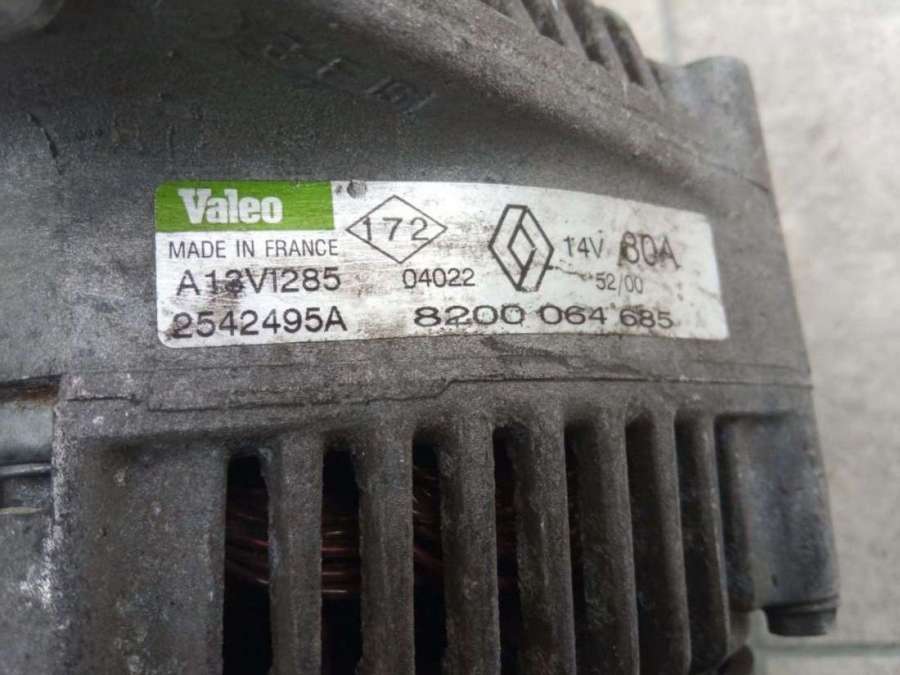 Valeo
172
14V 80A
MADE IN FRANCE
A13VI285
04022
52/00
2542495A
8200 064 685